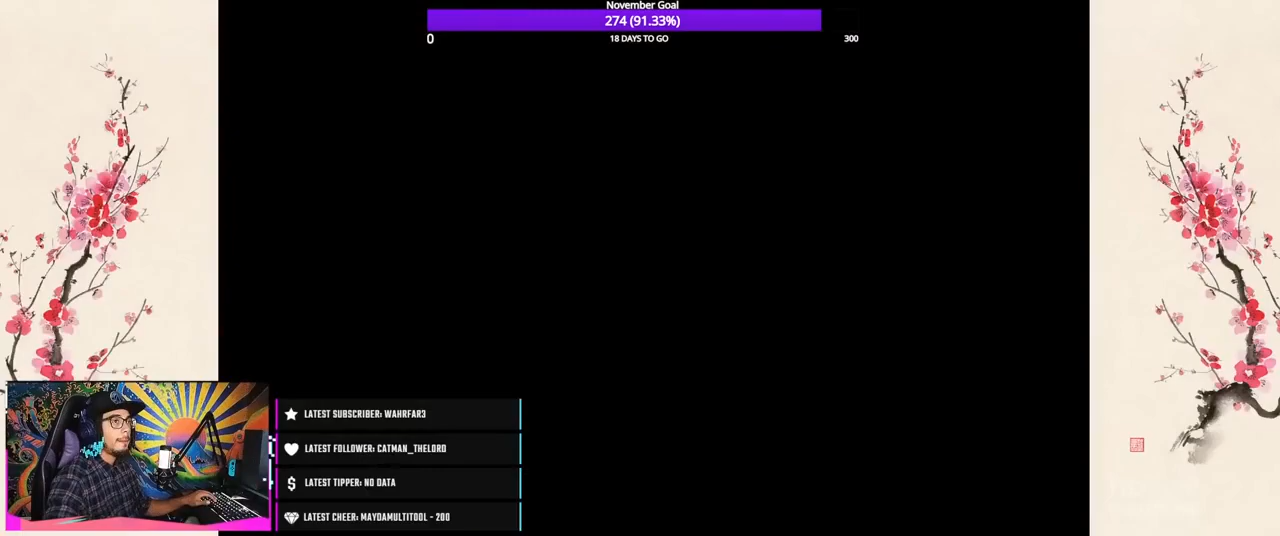 November Goal
274 (91.33%)
0
18 DAYS TO GO
300
LATEST SUBSCRIBER: WAHRFAR3
LATEST FOLLOWER: CATMAN_THELORD
LATEST TIPPER: NO DATA
LATEST CHEER: MAYDAMULTITOOL - 200